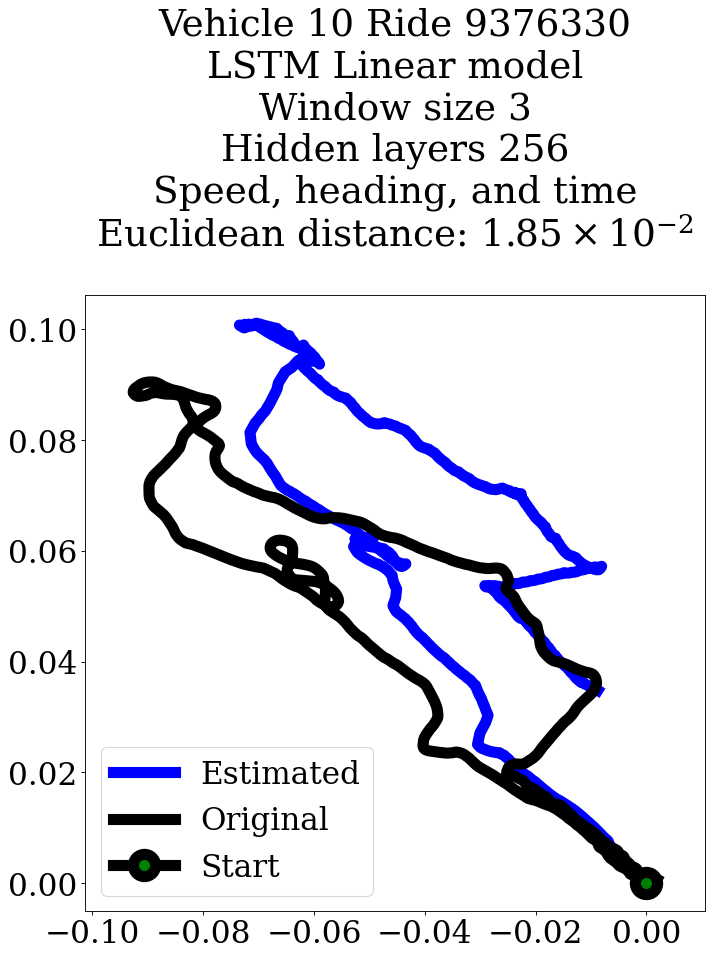 Vehicle 10 Ride 9376330
LSTM Linear model
Window size 3
Hidden layers 256
Speed, heading, and time
Euclidean distance: 1.85 × 10⁻²
0.10
0.08
0.06
0.04
0.02
0.00
Estimated
Original
Start
−0.10 −0.08 −0.06 −0.04 −0.02 0.00